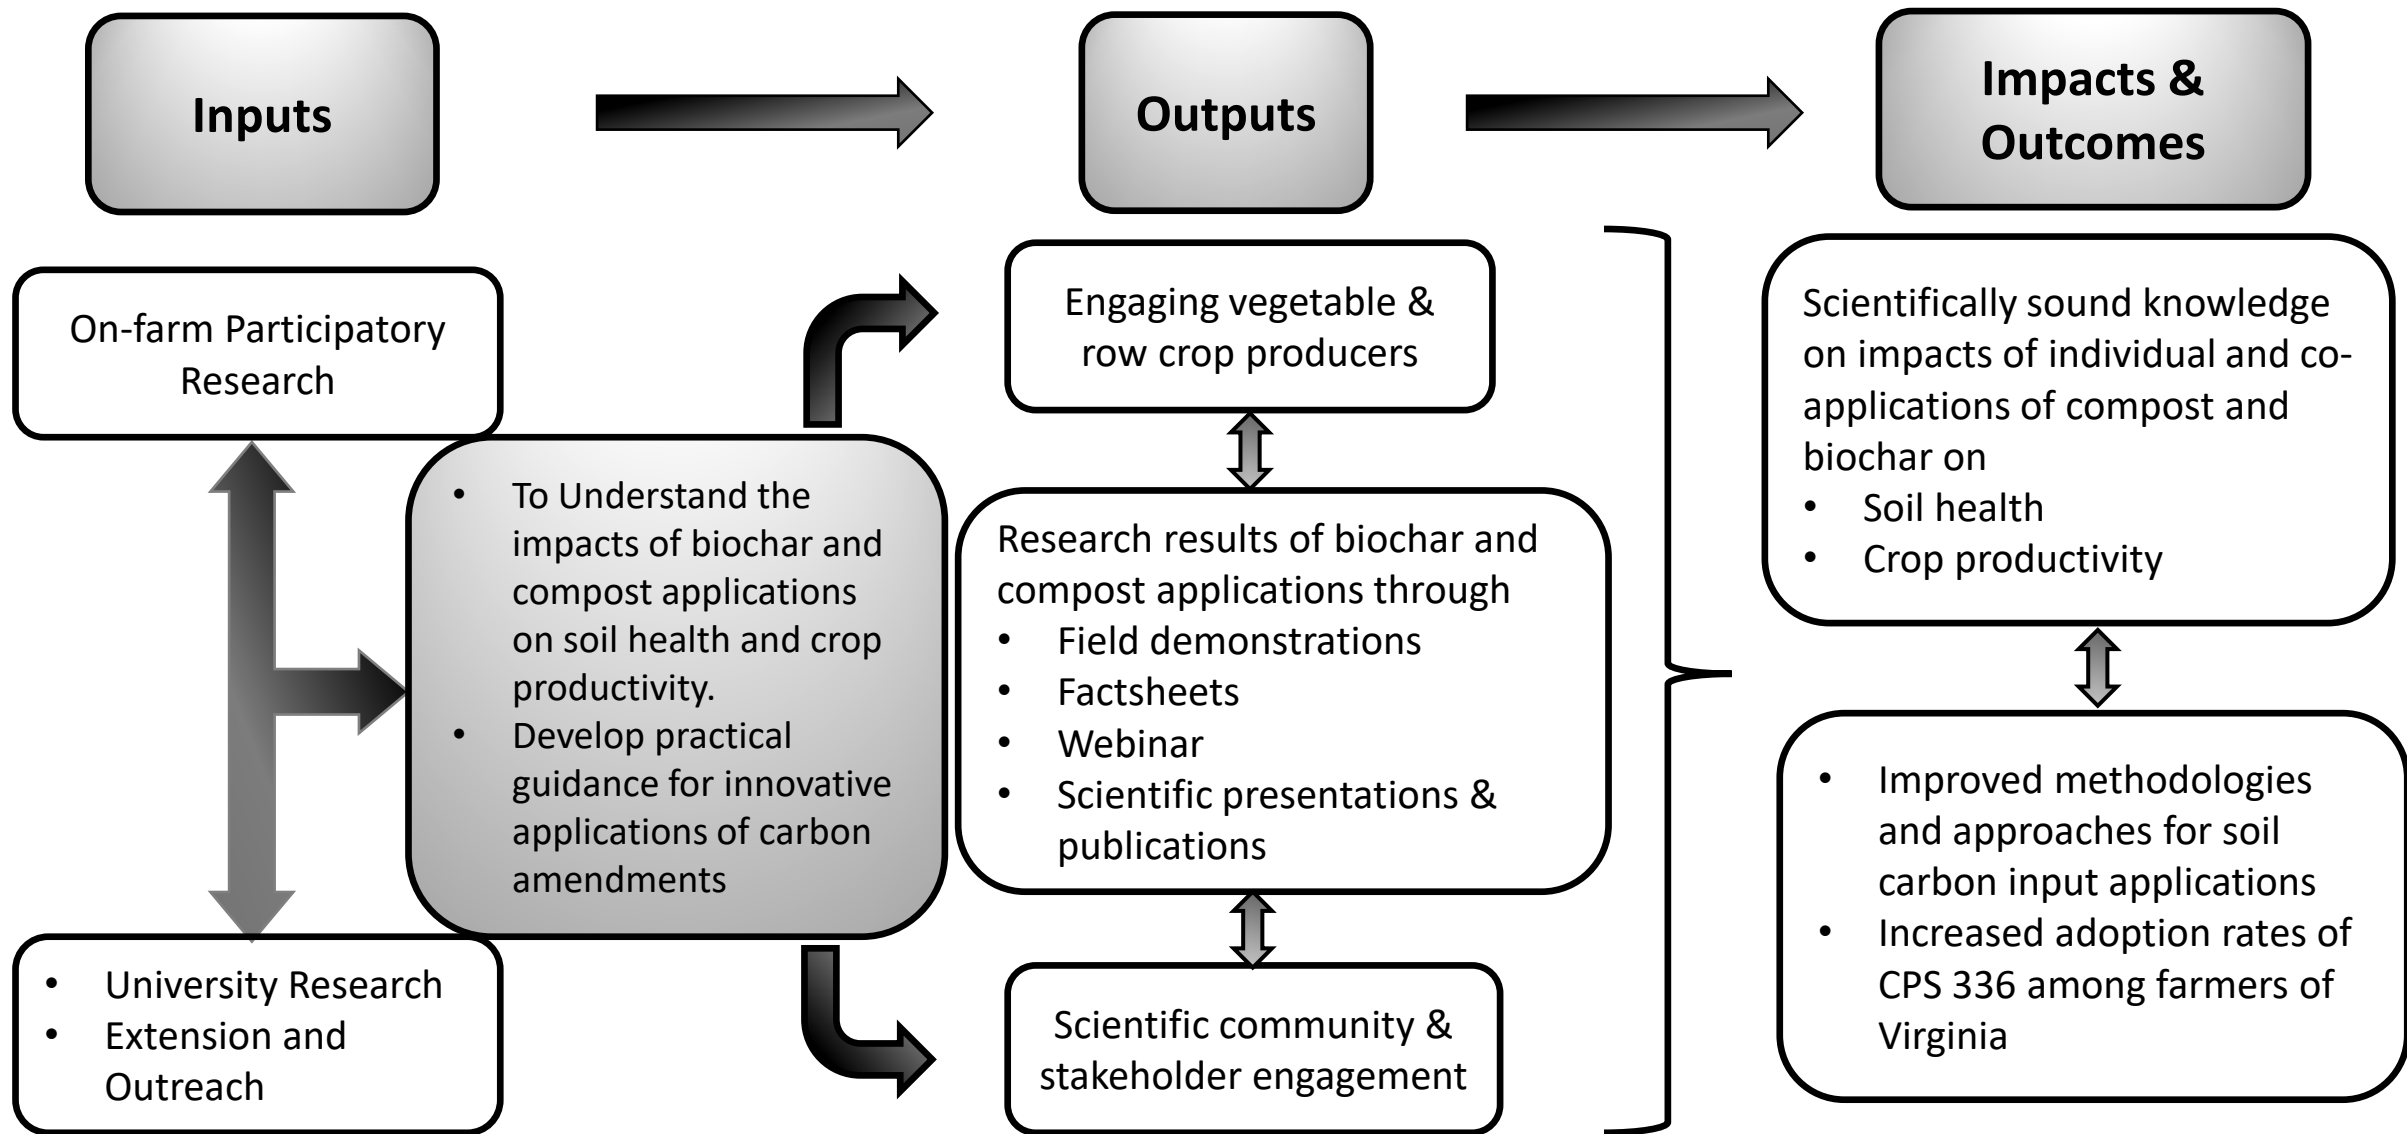 Inputs
Outputs
Impacts &
Outcomes
On-farm Participatory
Research
• University Research
• Extension and
Outreach
• To Understand the
impacts of biochar and
compost applications
on soil health and crop
productivity.
• Develop practical
guidance for innovative
applications of carbon
amendments
Engaging vegetable &
row crop producers
Research results of biochar and
compost applications through
• Field demonstrations
• Factsheets
• Webinar
• Scientific presentations &
publications
Scientific community &
stakeholder engagement
Scientifically sound knowledge
on impacts of individual and co-
applications of compost and
biochar on
• Soil health
• Crop productivity
• Improved methodologies
and approaches for soil
carbon input applications
• Increased adoption rates of
CPS 336 among farmers of
Virginia